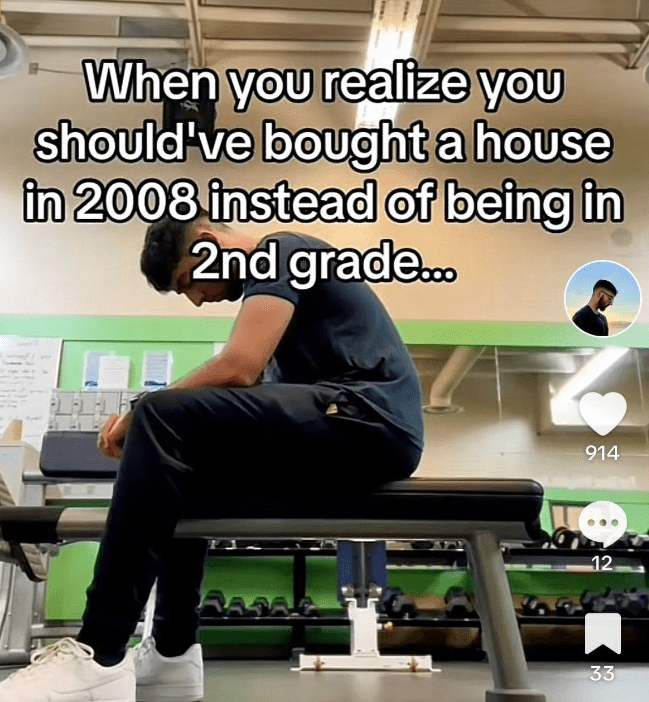 When you realize you
should've bought a house
in 2008 instead of being in
2nd grade...
914
12
33